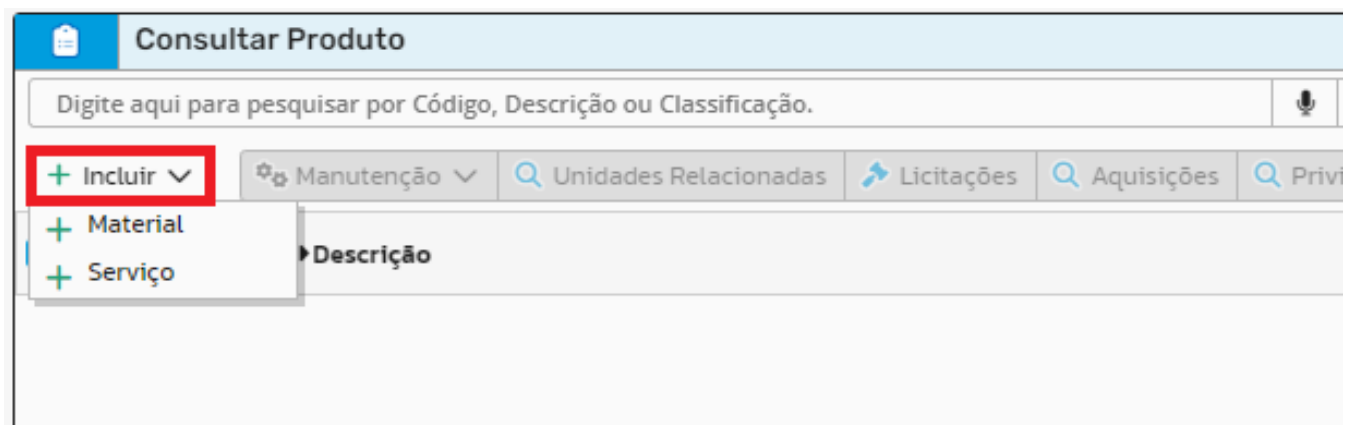 Consultar Produto
Digite aqui para pesquisar por Código, Descrição ou Classificação.
Incluir Manutenção Unidades Relacionadas Licitações Aquisições
Material
Descrição
Serviço